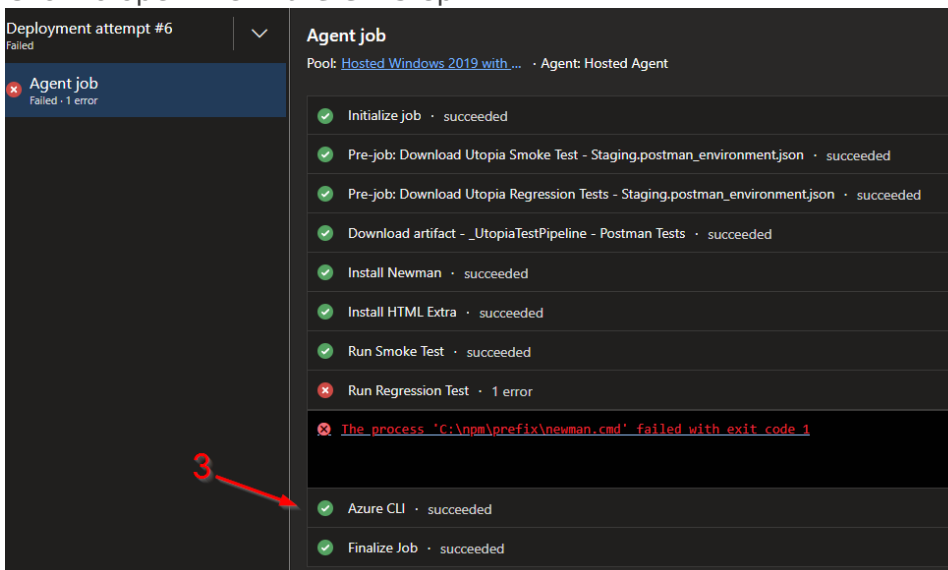 Deployment attempt #6
Failed
Agent job
Failed · 1 error
Agent job
Pool: Hosted Windows 2019 with ... · Agent: Hosted Agent
Initialize job · succeeded
Pre-job: Download Utopia Smoke Test - Staging.postman_environment.json · succeeded
Pre-job: Download Utopia Regression Tests - Staging.postman_environment.json · succeeded
Download artifact - _UtopiaTestPipeline - Postman Tests · succeeded
Install Newman · succeeded
Install HTML Extra · succeeded
Run Smoke Test · succeeded
Run Regression Test · 1 error
The process 'C:\npm\prefix\newman.cmd' failed with exit code 1
3
Azure CLI · succeeded
Finalize Job · succeeded